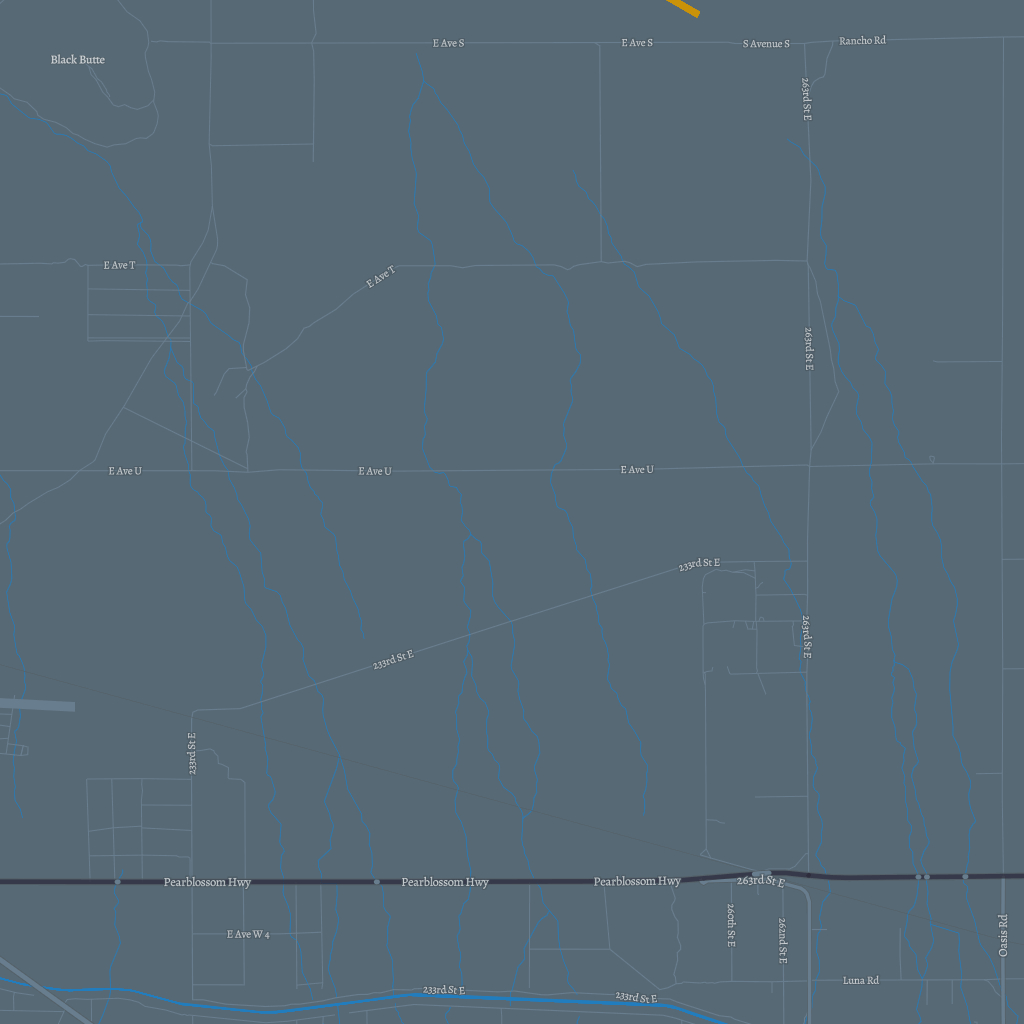 E Ave S
E Ave S
S Avenue S
Rancho Rd
Black Butte
263rd St E
E Ave T
E Ave T
263rd St E
E Ave U
E Ave U
E Ave U
233rd St E
263rd St E
233rd St E
233rd St E
Pearblossom Hwy
Pearblossom Hwy
Pearblossom Hwy
263rd St E
E Ave W 4
260th St E
262nd St E
Oasis Rd
Luna Rd
233rd St E
233rd St E